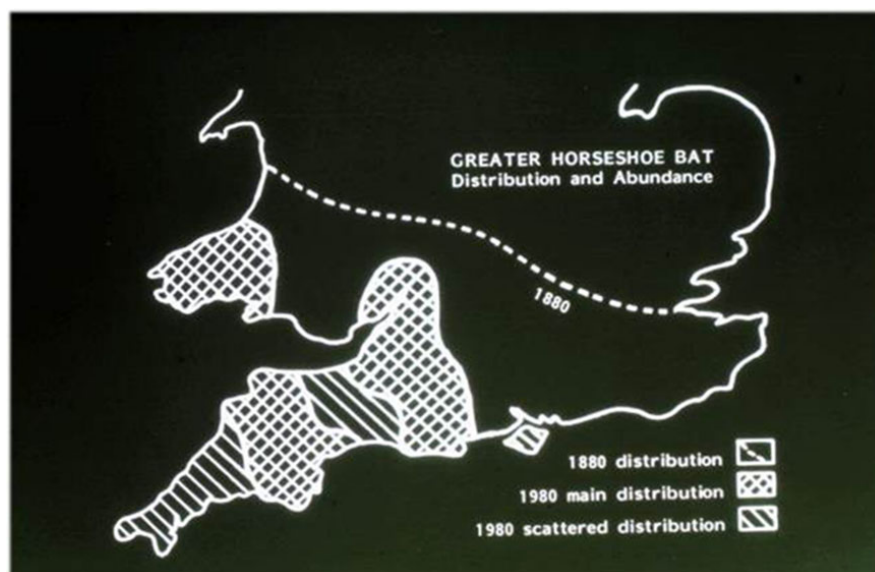 GREATER HORSESHOE BAT
Distribution and Abundance
1880
1880 distribution
1980 main distribution
1980 scattered distribution